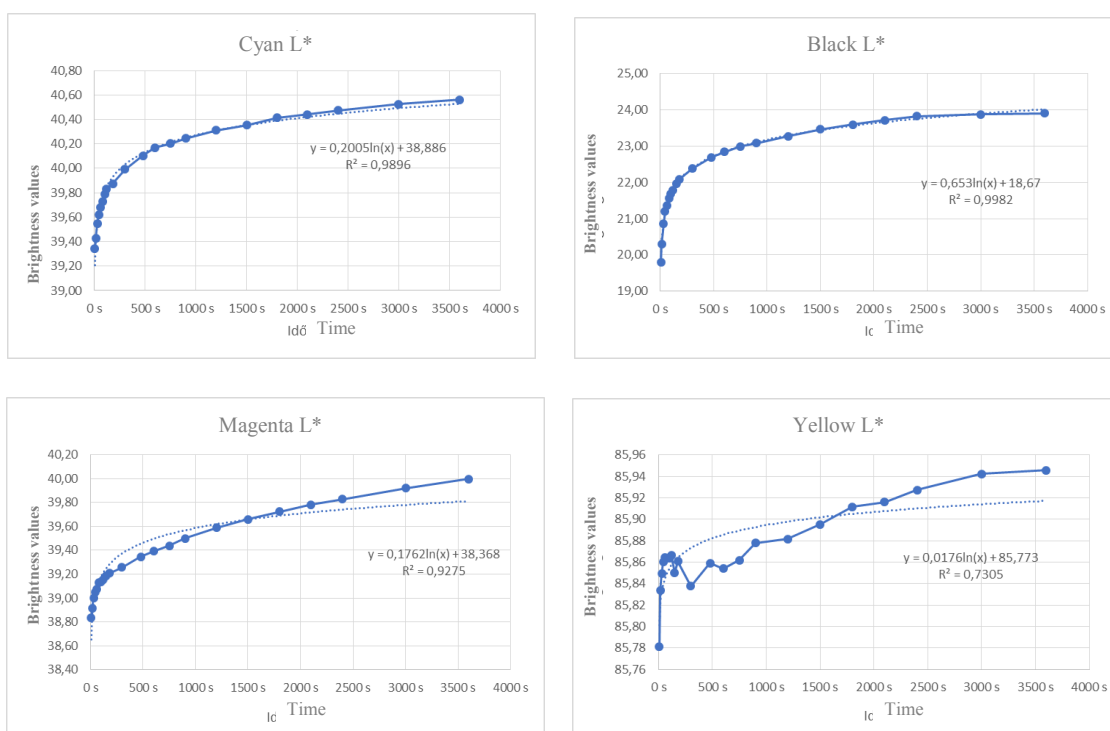 Cyan L*
40,80
40,60
40,40
40,20
40,00
39,80
39,60
39,40
39,20
39,00
Brightness values
y = 0,2005ln(x) + 38,886
R² = 0,9896
0 s 500 s 1000 s 1500 s 2000 s 2500 s 3000 s 3500 s 4000 s
Idő Time
Black L*
25,00
24,00
23,00
22,00
21,00
20,00
19,00
Brightness values
y = 0,653ln(x) + 18,67
R² = 0,9982
0 s 500 s 1000 s 1500 s 2000 s 2500 s 3000 s 3500 s 4000 s
Time
Magenta L*
40,20
40,00
39,80
39,60
39,40
39,20
39,00
38,80
38,60
38,40
Brightness values
y = 0,1762ln(x) + 38,368
R² = 0,9275
0 s 500 s 1000 s 1500 s 2000 s 2500 s 3000 s 3500 s 4000 s
Id Time
Yellow L*
85,96
85,94
85,92
85,90
85,88
85,86
85,84
85,82
85,80
85,78
85,76
Brightness values
y = 0,0176ln(x) + 85,773
R² = 0,7305
0 s 500 s 1000 s 1500 s 2000 s 2500 s 3000 s 3500 s 4000 s
Time